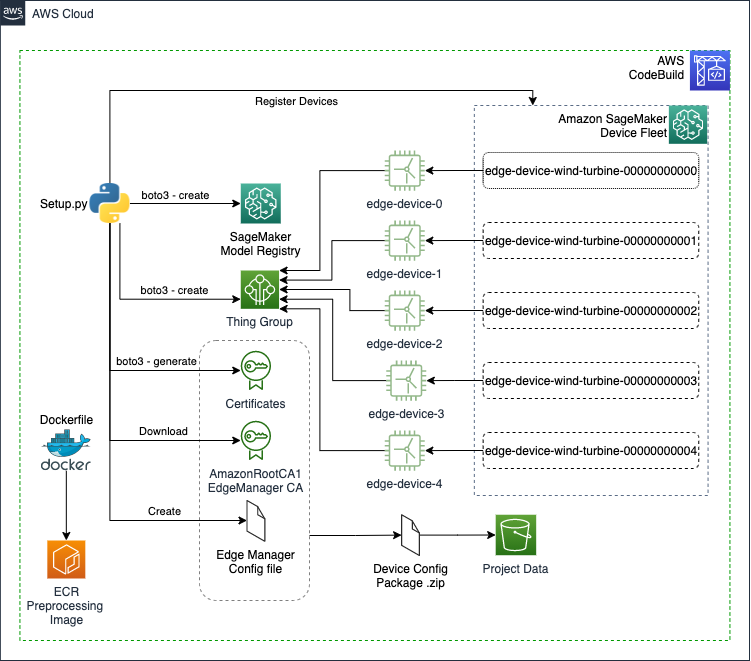 aws
AWS Cloud
AWS
CodeBuild
Register Devices
Amazon SageMaker
Device Fleet
edge-device-wind-turbine-00000000000
edge-device-0
Setup.py
boto3 - create
SageMaker
Model Registry
edge-device-wind-turbine-00000000001
edge-device-1
boto3 - create
Thing Group
edge-device-wind-turbine-00000000002
edge-device-2
boto3 - generate
Certificates
edge-device-wind-turbine-00000000003
edge-device-3
Dockerfile
docker
Download
AmazonRootCA1
EdgeManager CA
edge-device-wind-turbine-00000000004
edge-device-4
Create
Edge Manager
Config file
Device Config
Package .zip
Project Data
ECR
Preprocessing
Image